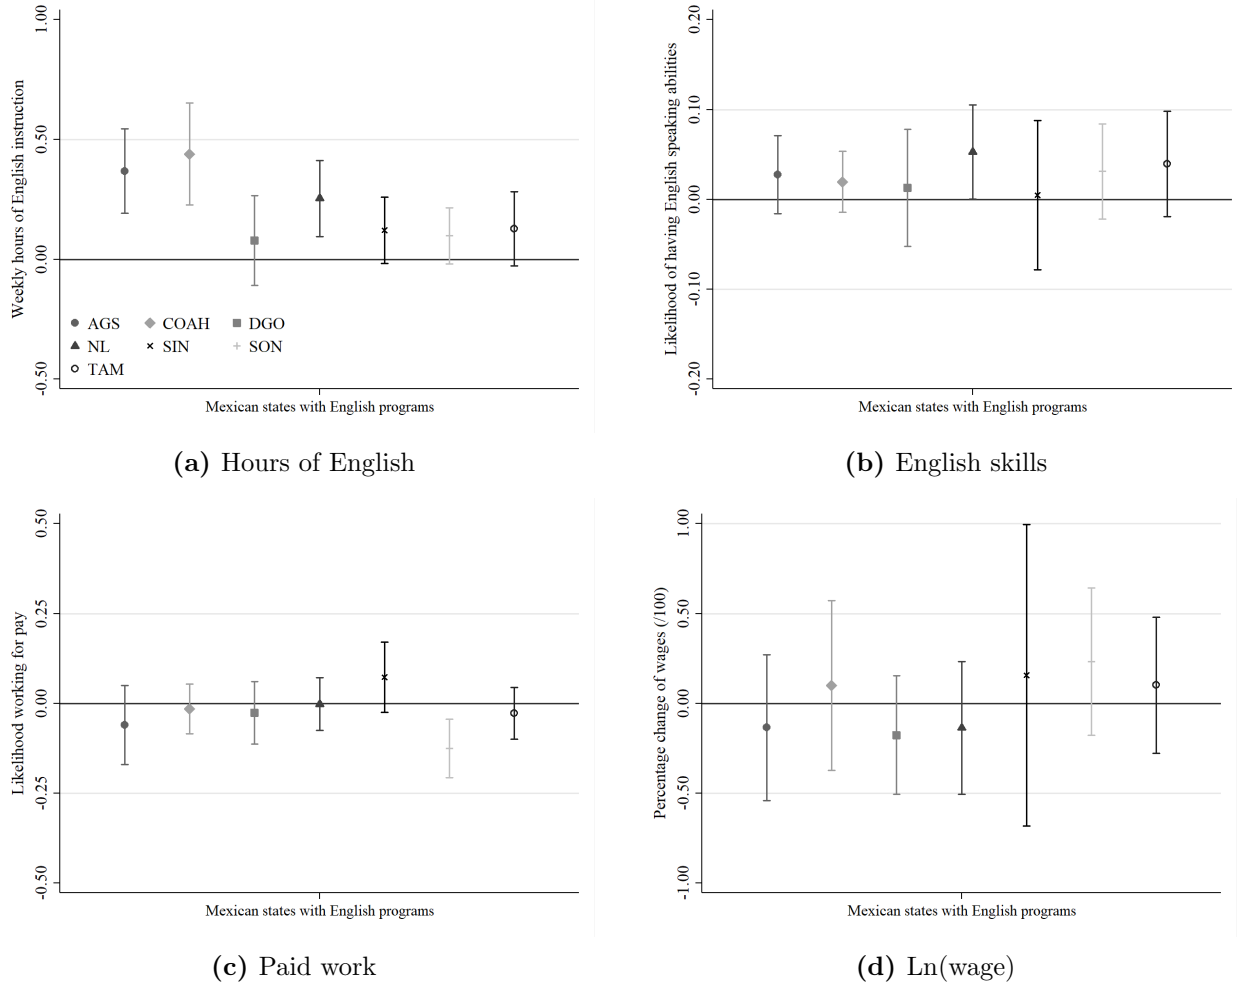 Weekly hours of English instruction
1.00
0.50
0.00
-0.50
AGS COAH DGO
NL SIN SON
TAM
Mexican states with English programs
(a) Hours of English
Likelihood of having English speaking abilities
0.20
0.10
0.00
-0.10
-0.20
Mexican states with English programs
(b) English skills
Likelihood working for pay
0.50
0.25
0.00
-0.25
-0.50
Mexican states with English programs
(c) Paid work
Percentage change of wages (/100)
1.00
0.50
0.00
-0.50
-1.00
Mexican states with English programs
(d) Ln(wage)